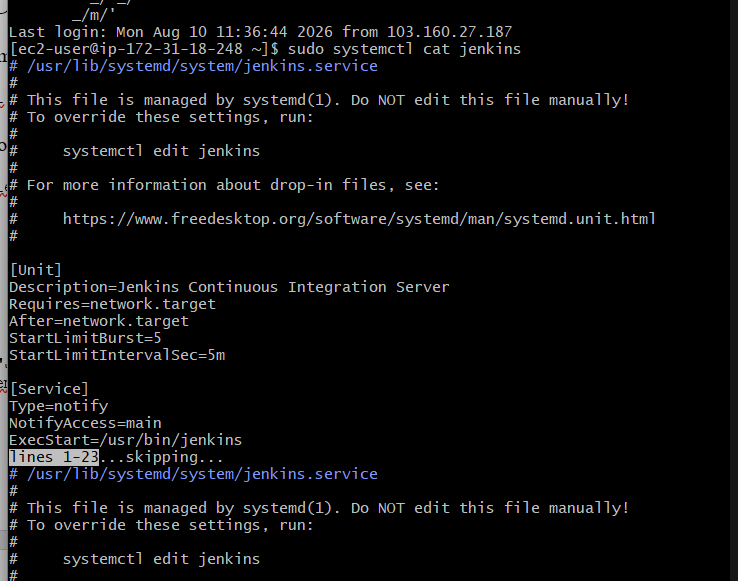 _/m/'
Last login: Mon Aug 10 11:36:44 2026 from 103.160.27.187
[ec2-user@ip-172-31-18-248 ~]$ sudo systemctl cat jenkins
# /usr/lib/systemd/system/jenkins.service
#
# This file is managed by systemd(1). Do NOT edit this file manually!
# To override these settings, run:
#
#     systemctl edit jenkins
#
# For more information about drop-in files, see:
#
#     https://www.freedesktop.org/software/systemd/man/systemd.unit.html
#

[Unit]
Description=Jenkins Continuous Integration Server
Requires=network.target
After=network.target
StartLimitBurst=5
StartLimitIntervalSec=5m

[Service]
Type=notify
NotifyAccess=main
ExecStart=/usr/bin/jenkins
lines 1-23...skipping...
# /usr/lib/systemd/system/jenkins.service
#
# This file is managed by systemd(1). Do NOT edit this file manually!
# To override these settings, run:
#
#     systemctl edit jenkins
#